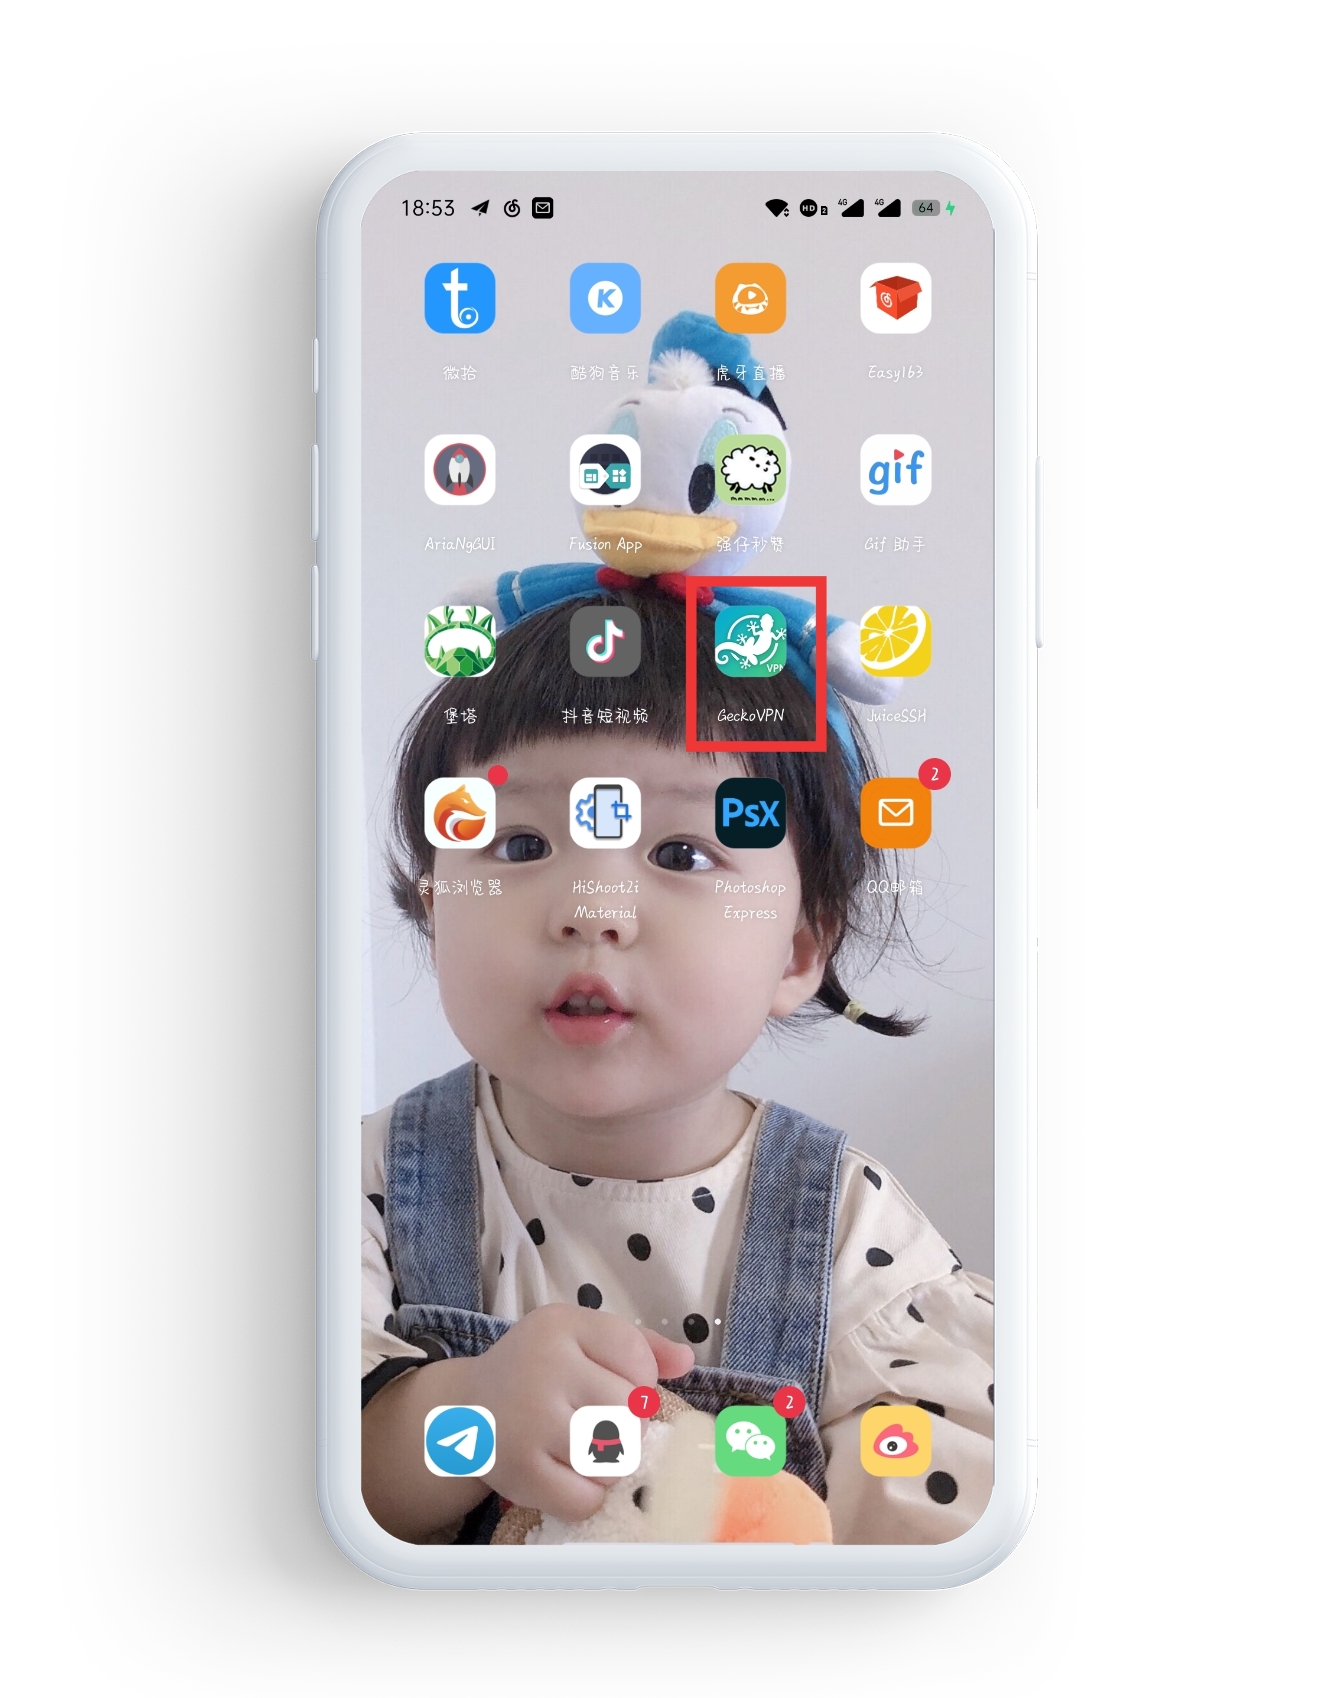 18:53
HD 2 4G 4G 64
微拾
酷狗音乐
虎牙直播
Easy163
gif
AriaNgGUI
Fusion App
强仔秒赞
Gif 助手
VPN
堡塔
抖音短视频
GeckoVPN
JuiceSSH
2
PsX
灵狐浏览器
HiShoot2i
Material
Photoshop
Express
QQ邮箱
7
2